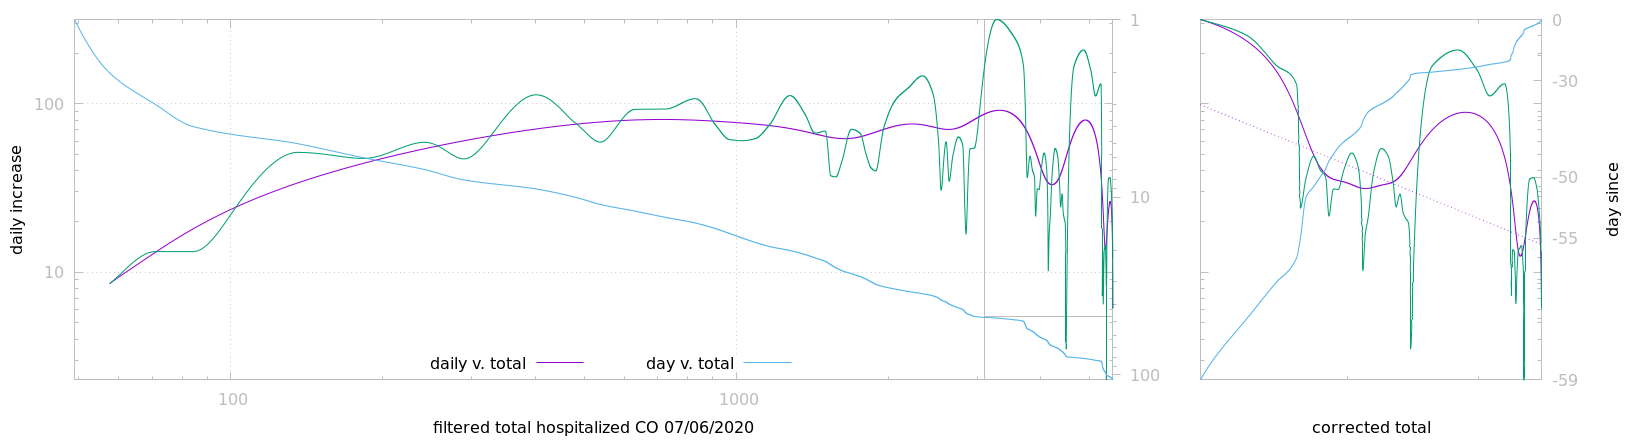 daily increase
100
10
100
1000
filtered total hospitalized CO 07/06/2020
daily v. total
day v. total
1
10
100
0
-30
-50
-55
-59
day since
corrected total